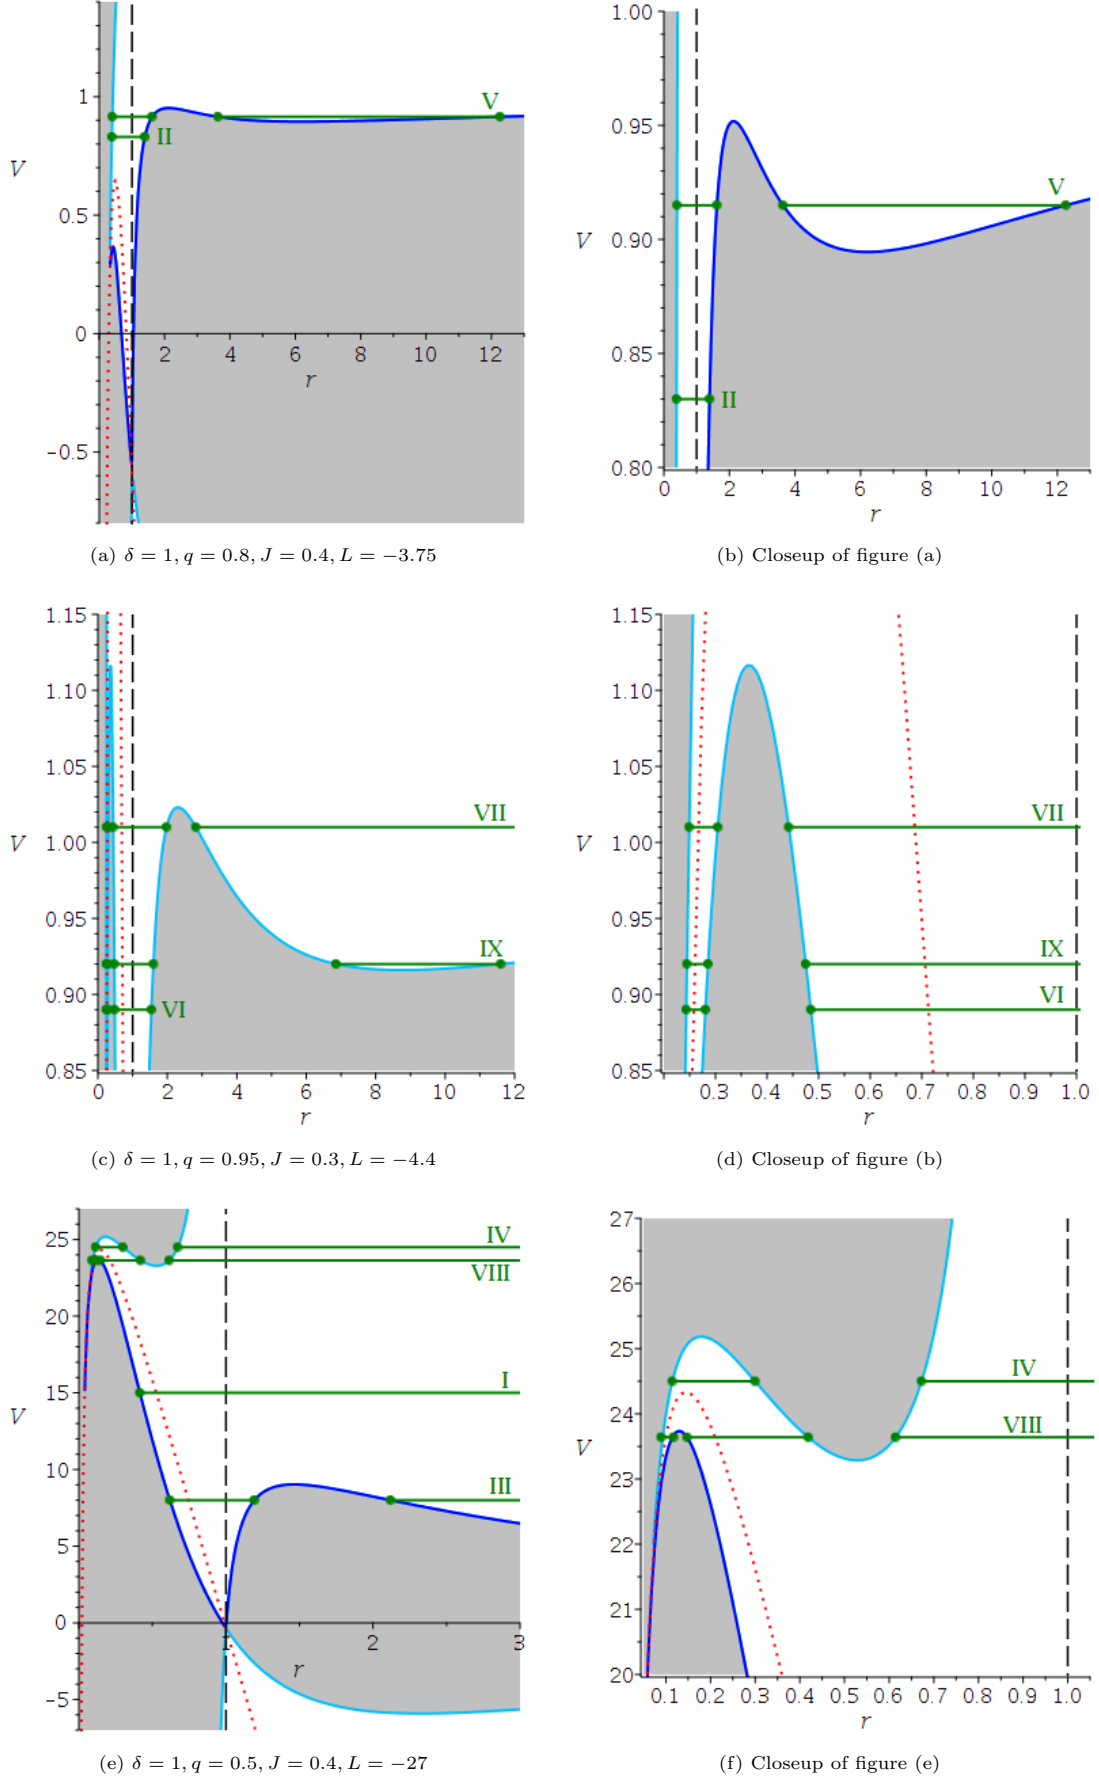 1
0.5
0
−0.5
V
2 4 6 8 10 12
r
V
II
(a) δ = 1, q = 0.8, J = 0.4, L = −3.75
1.00
0.95
0.90
0.85
0.80
V
0 2 4 6 8 10 12
r
V
II
(b) Closeup of figure (a)
1.15
1.10
1.05
1.00
0.95
0.90
0.85
V
0 2 4 6 8 10 12
r
VII
IX
VI
(c) δ = 1, q = 0.95, J = 0.3, L = −4.4
1.15
1.10
1.05
1.00
0.95
0.90
0.85
V
0.3 0.4 0.5 0.6 0.7 0.8 0.9 1.0
r
VII
IX
VI
(d) Closeup of figure (b)
25
20
15
10
5
0
−5
V
1 2 3
r
IV
VIII
I
III
(e) δ = 1, q = 0.5, J = 0.4, L = −27
27
26
25
24
23
22
21
20
V
0.1 0.2 0.3 0.4 0.5 0.6 0.7 0.8 0.9 1.0
r
IV
VIII
(f) Closeup of figure (e)